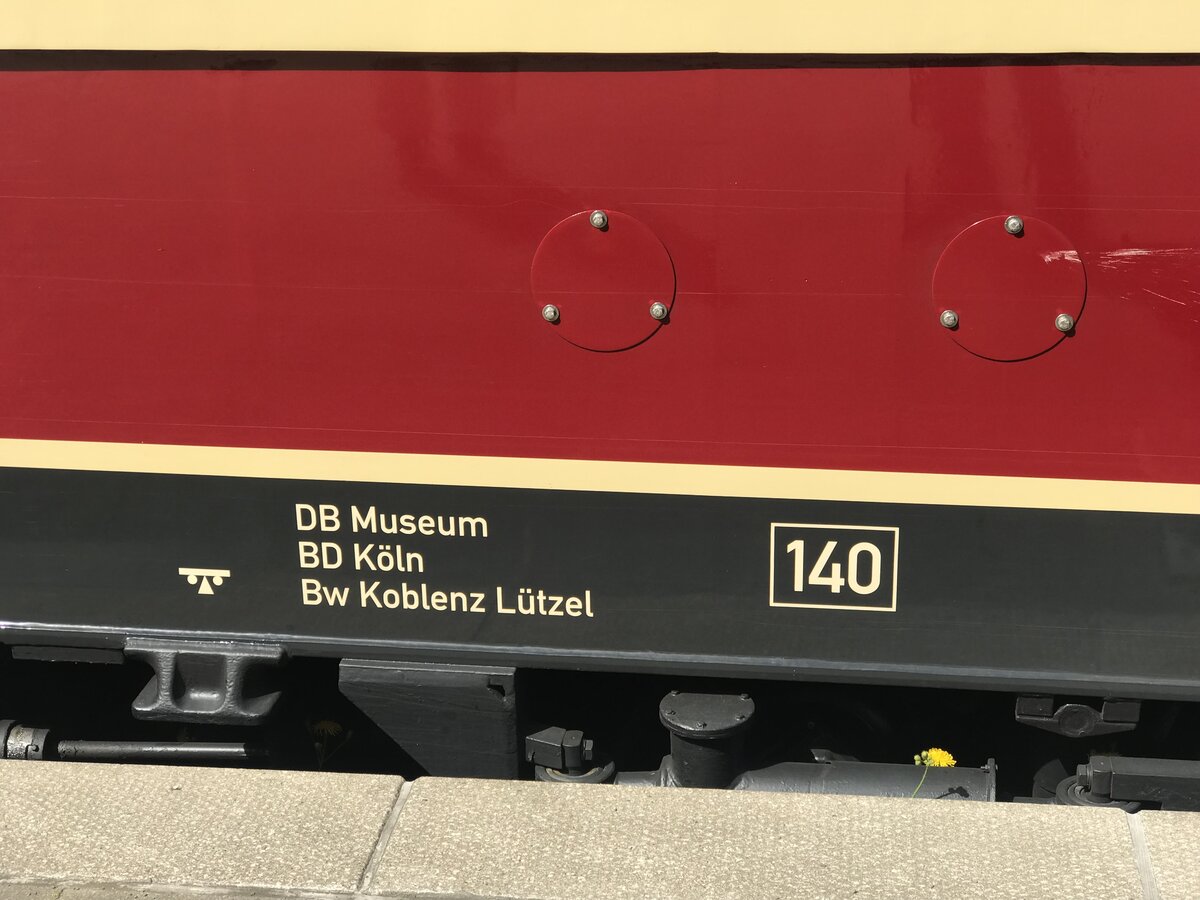 DB Museum
BD Köln
Bw Koblenz Lützel
140